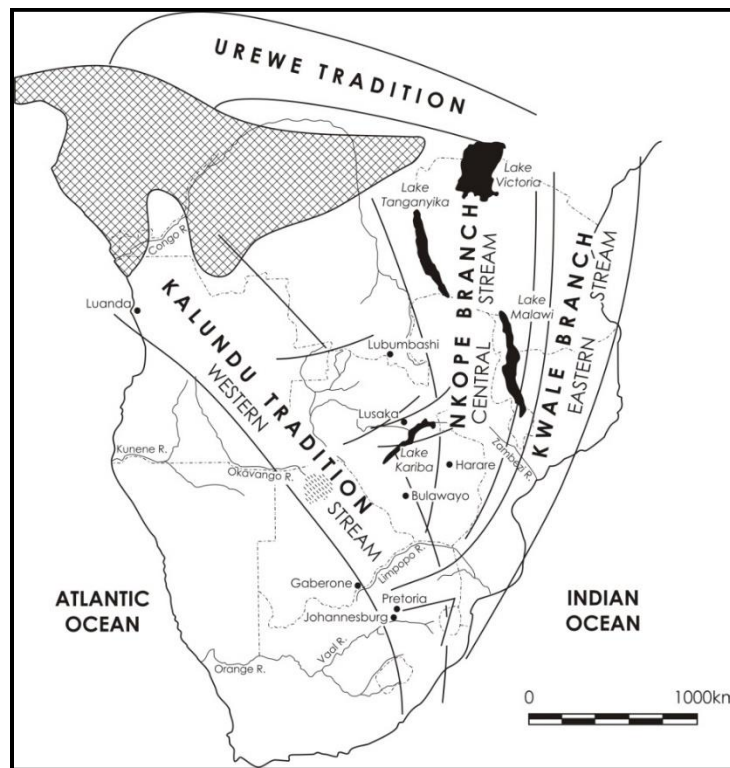 UREWE TRADITION
Lake
Victoria
Lake
Tanganyika
Congo R.
NKOPE BRANCH
CENTRAL STREAM
KWALE BRANCH
EASTERN STREAM
Luanda
KALUNDU TRADITION
WESTERN STREAM
Lake
Malawi
Lubumbashi
Lusaka
Lake
Kariba
Harare
Zambezi R.
Kunene R.
Okavango R.
Bulawayo
Limpopo R.
Gaberone
Pretoria
Johannesburg
ATLANTIC
OCEAN
INDIAN
OCEAN
Vaal R.
Orange R.
0 1000km